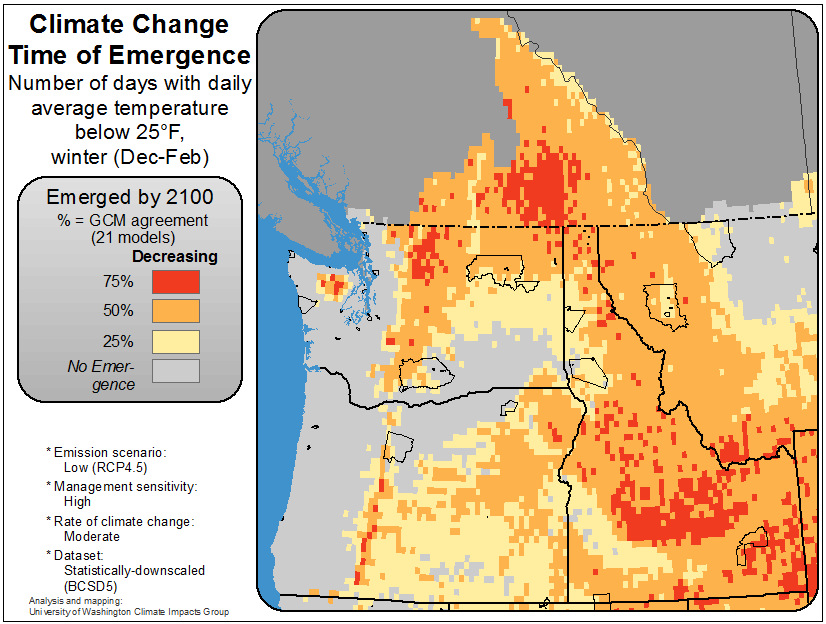 Climate Change
Time of Emergence
Number of days with daily
average temperature
below 25°F,
winter (Dec-Feb)
Emerged by 2100
% = GCM agreement
(21 models)
Decreasing
75%
50%
25%
No Emer-
gence
* Emission scenario:
Low (RCP4.5)
* Management sensitivity:
High
* Rate of climate change:
Moderate
* Dataset:
Statistically-downscaled
(BCSD5)
Analysis and mapping:
University of Washington Climate Impacts Group